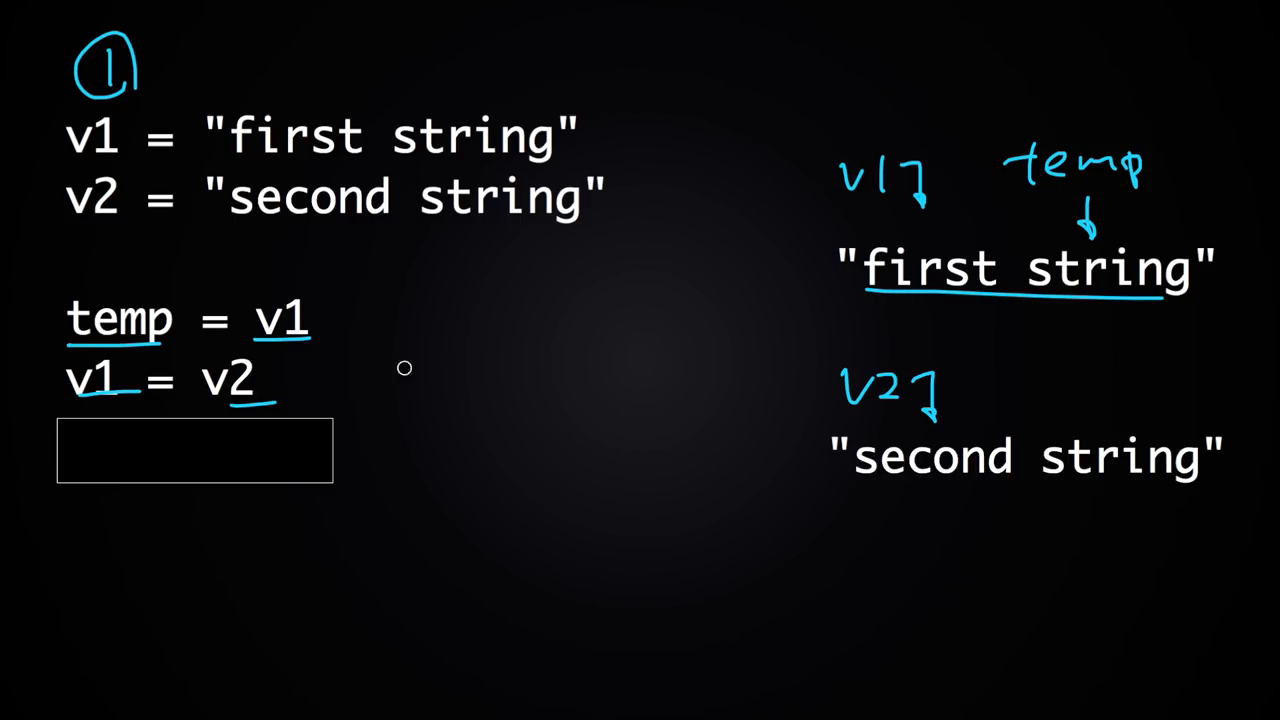 1
v1 = "first string"
v2 = "second string"
temp = v1
v1 = v2
v1 temp
"first string"
v2
"second string"